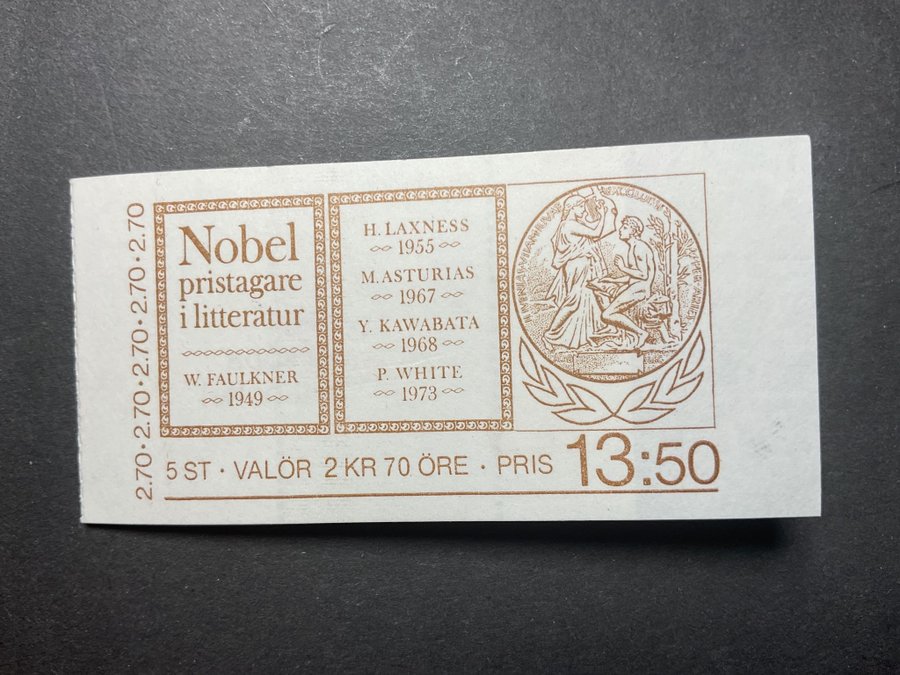 2.70 · 2.70 · 2.70 · 2.70 · 2.70
Nobel
pristagare
i litteratur
W. FAULKNER
1949
H. LAXNESS
1955
M. ASTURIAS
1967
Y. KAWABATA
1968
P. WHITE
1973
5 ST · VALÖR 2 KR 70 ÖRE · PRIS 13:50